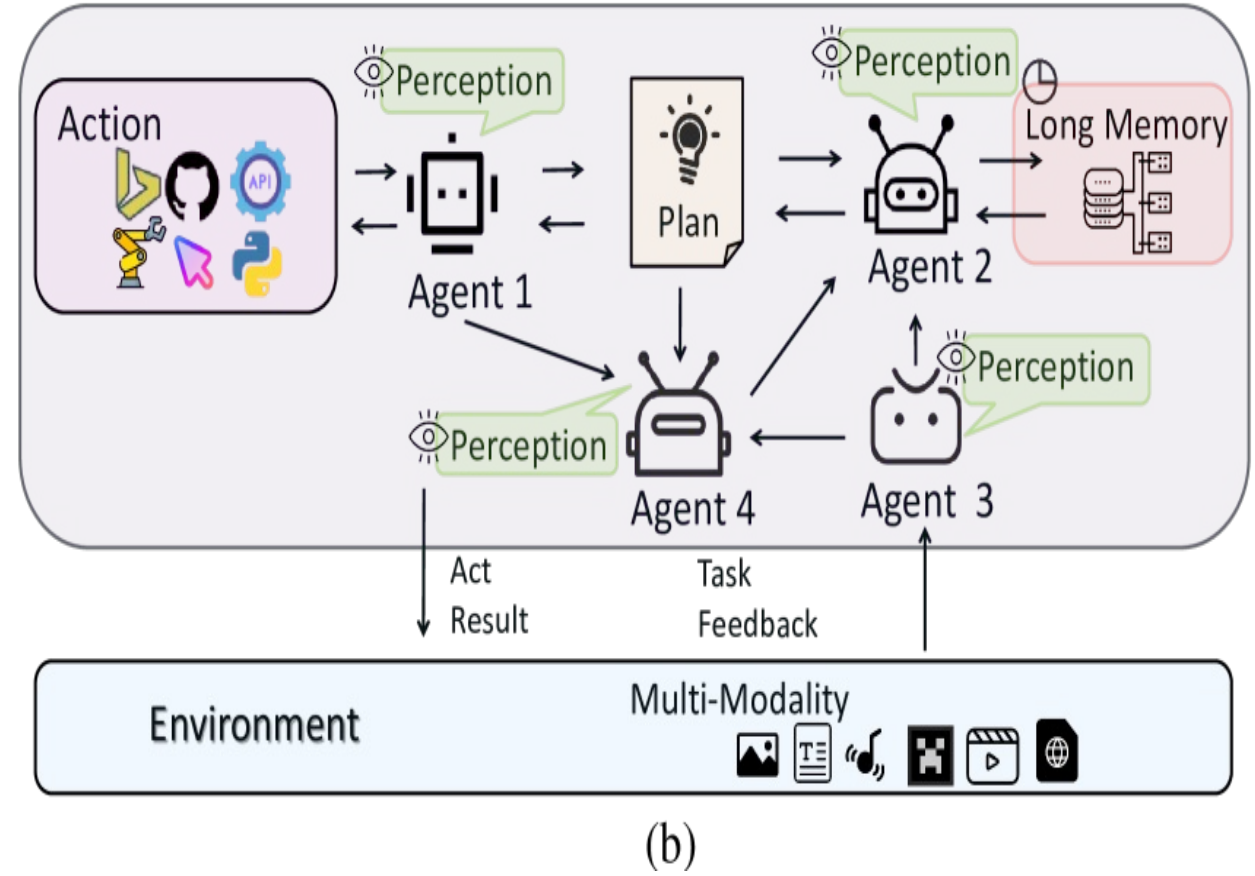 Perception
Perception
Action
Long Memory
API
Plan
Agent 1
Agent 2
Perception
Perception
Agent 4
Agent 3
Act
Result
Task
Feedback
Environment
Multi-Modality
T
(b)